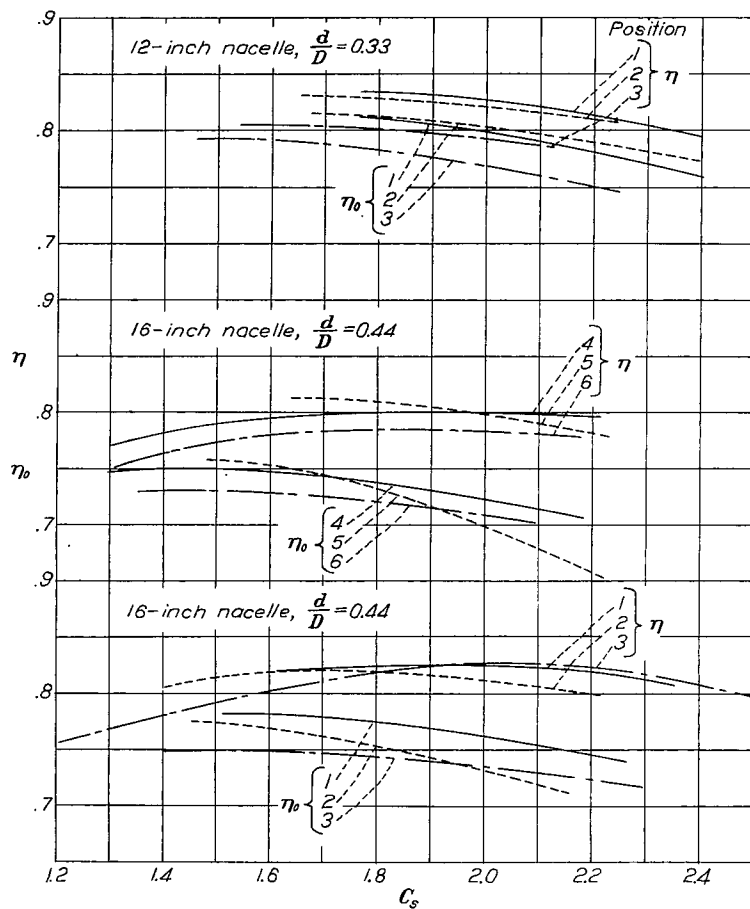 .9
12-inch nacelle, d/D = 0.33
Position
1
2
3
η
.8
η₀
1
2
3
.7
.9
16-inch nacelle, d/D = 0.44
η
4
5
6
η
.8
η₀
η₀
4
5
6
.7
.9
16-inch nacelle, d/D = 0.44
1
2
3
η
.8
η₀
1
2
3
.7
1.2 1.4 1.6 1.8 2.0 2.2 2.4
Cₛ